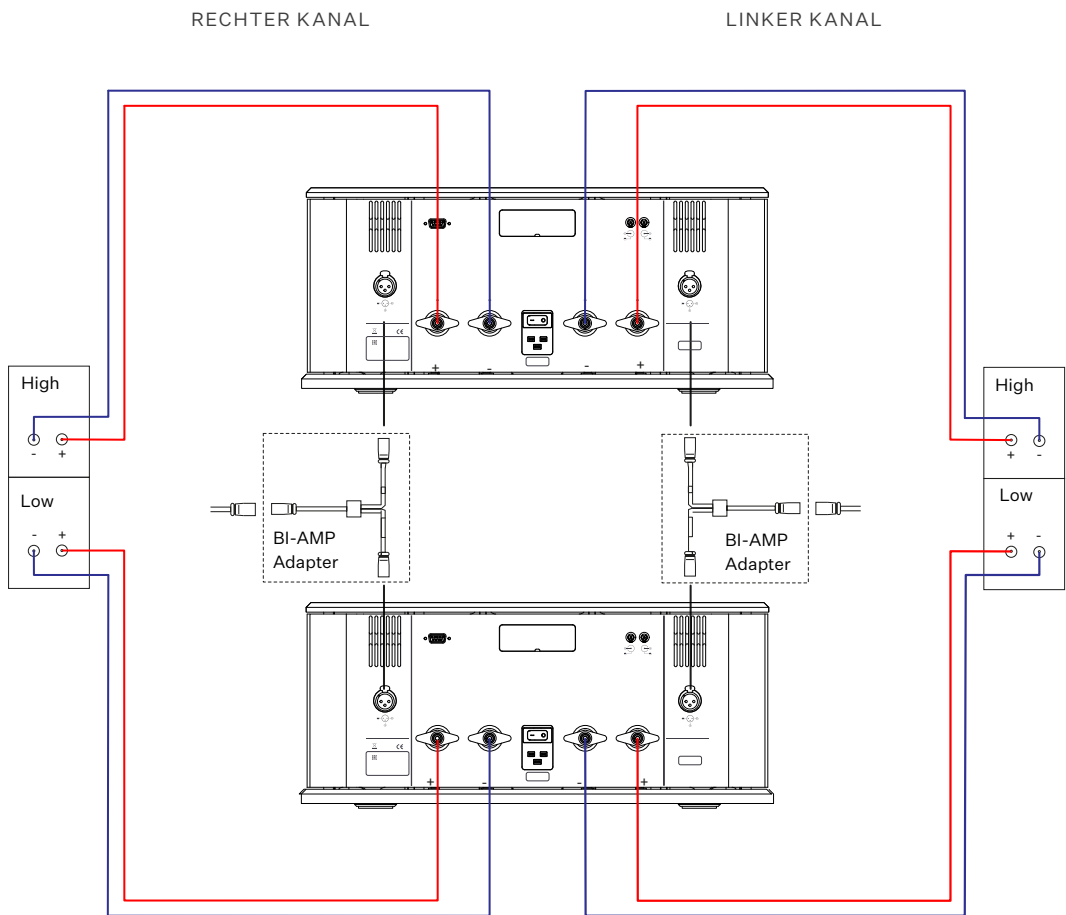 RECHTER KANAL
LINKER KANAL
+
-
-
+
High
- +
Low
- +
High
+ -
Low
+ -
BI-AMP
Adapter
BI-AMP
Adapter
+
-
-
+